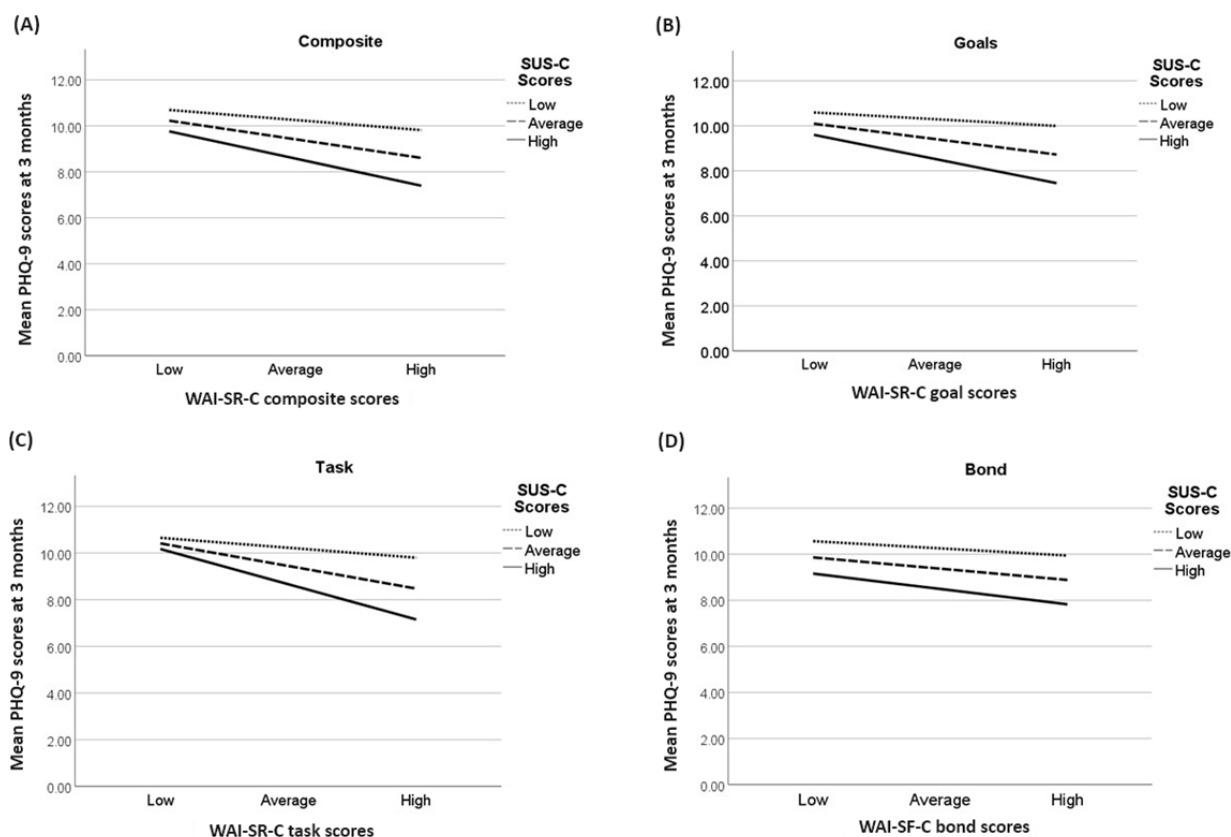 (A)
Composite
SUS-C
Scores
Low
Average
High
12.00
10.00
8.00
6.00
4.00
2.00
0.00
Mean PHQ-9 scores at 3 months
Low Average High
WAI-SR-C composite scores
(B)
Goals
SUS-C
Scores
Low
Average
High
12.00
10.00
8.00
6.00
4.00
2.00
0.00
Mean PHQ-9 scores at 3 months
Low Average High
WAI-SR-C goal scores
(C)
Task
SUS-C
Scores
Low
Average
High
12.00
10.00
8.00
6.00
4.00
2.00
0.00
Mean PHQ-9 scores at 3 months
Low Average High
WAI-SR-C task scores
(D)
Bond
SUS-C
Scores
Low
Average
High
12.00
10.00
8.00
6.00
4.00
2.00
0.00
Mean PHQ-9 scores at 3 months
Low Average High
WAI-SF-C bond scores